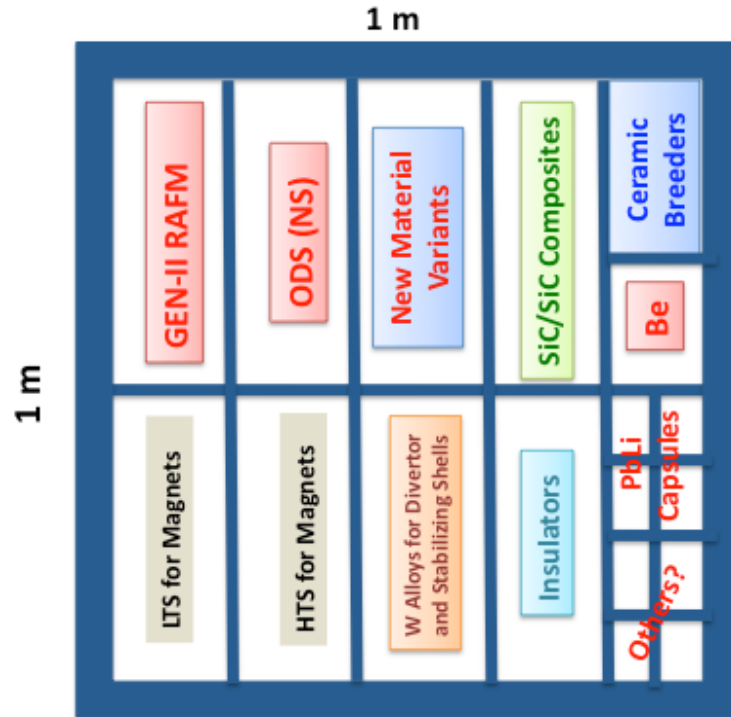 1 m
1 m
GEN-II RAFM
ODS (NS)
New Material
Variants
SiC/SiC Composites
Ceramic
Breeders
Be
LTS for Magnets
HTS for Magnets
W Alloys for Divertor
and Stabilizing Shells
Insulators
PbLi
Capsules
Others?